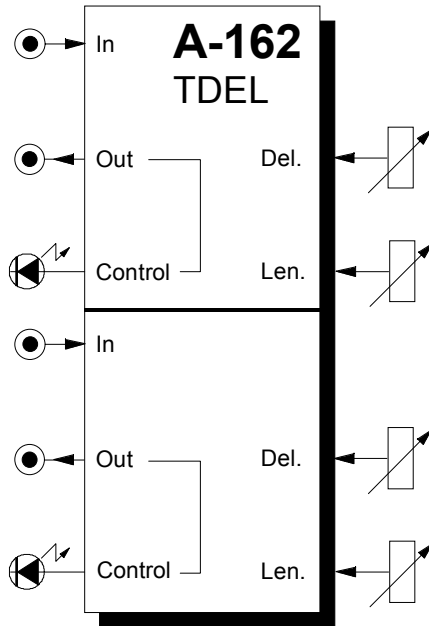 A-162
In
TDEL
Out Del.
Control Len.
In
Out Del.
Control Len.